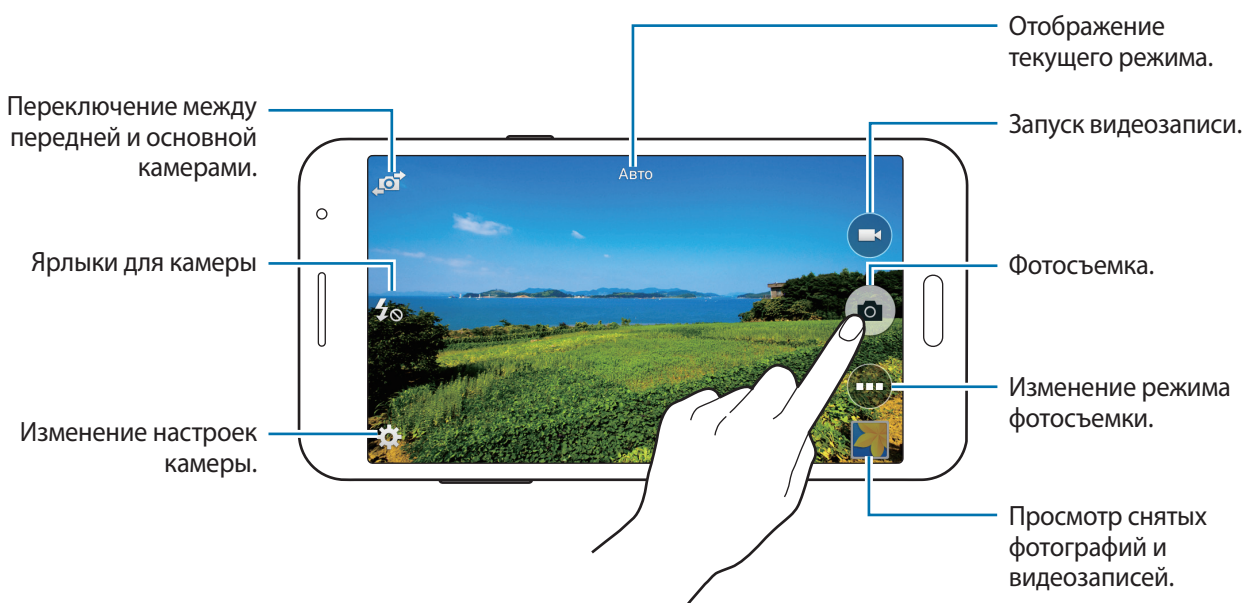 Отображение
текущего режима.
Переключение между
передней и основной
камерами.
Запуск видеозаписи.
Авто
Ярлыки для камеры
Фотосъемка.
Изменение режима
фотосъемки.
Изменение настроек
камеры.
Просмотр снятых
фотографий и
видеозаписей.